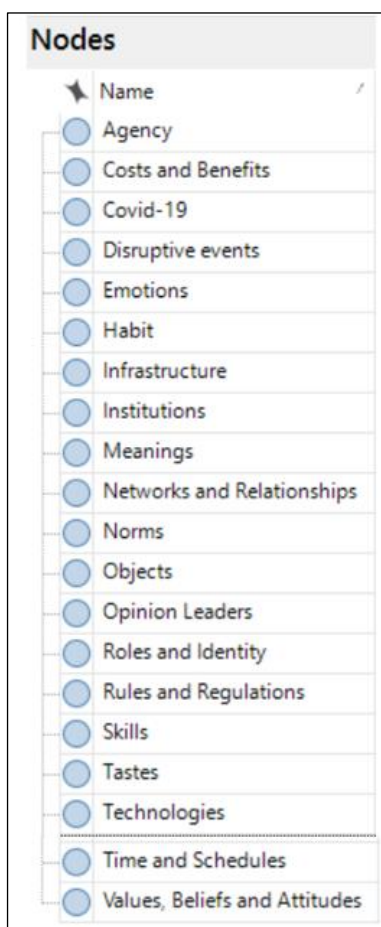 Nodes
Name
Agency
Costs and Benefits
Covid-19
Disruptive events
Emotions
Habit
Infrastructure
Institutions
Meanings
Networks and Relationships
Norms
Objects
Opinion Leaders
Roles and Identity
Rules and Regulations
Skills
Tastes
Technologies
Time and Schedules
Values, Beliefs and Attitudes